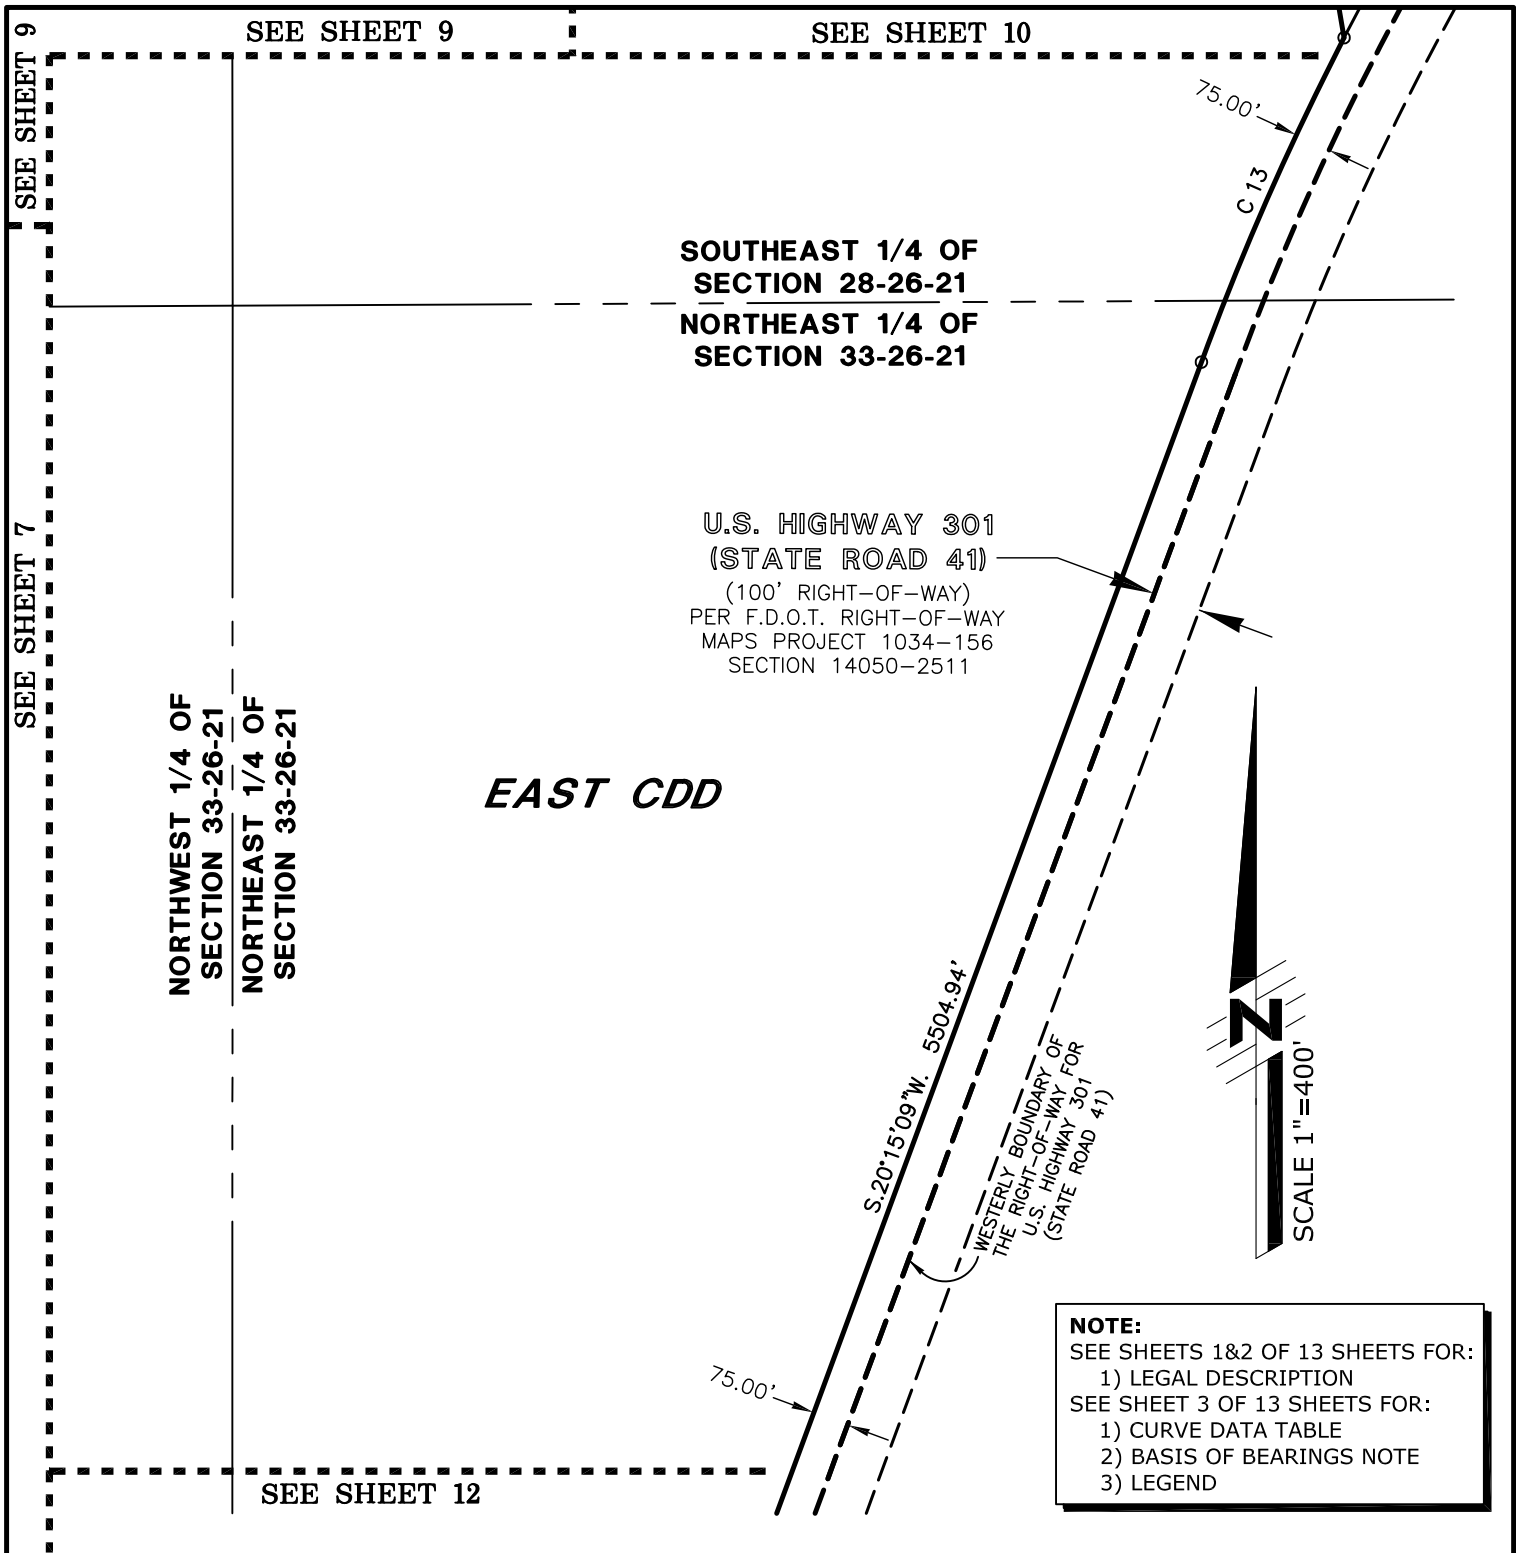 SEE SHEET 9
SEE SHEET 10
SEE SHEET 9
75.00'
C 13
SOUTHEAST 1/4 OF
SECTION 28-26-21
NORTHEAST 1/4 OF
SECTION 33-26-21
SEE SHEET 7
U.S. HIGHWAY 301
(STATE ROAD 41)
(100' RIGHT-OF-WAY)
PER F.D.O.T. RIGHT-OF-WAY
MAPS PROJECT 1034-156
SECTION 14050-2511
NORTHWEST 1/4 OF
SECTION 33-26-21
NORTHEAST 1/4 OF
SECTION 33-26-21
EAST CDD
S.20°15'09"W. 5504.94'
WESTERLY BOUNDARY OF
THE RIGHT-OF-WAY FOR
U.S. HIGHWAY 301
(STATE ROAD 41)
N
SCALE 1"=400'
75.00'
SEE SHEET 12
NOTE:
SEE SHEETS 1&2 OF 13 SHEETS FOR:
1) LEGAL DESCRIPTION
SEE SHEET 3 OF 13 SHEETS FOR:
1) CURVE DATA TABLE
2) BASIS OF BEARINGS NOTE
3) LEGEND